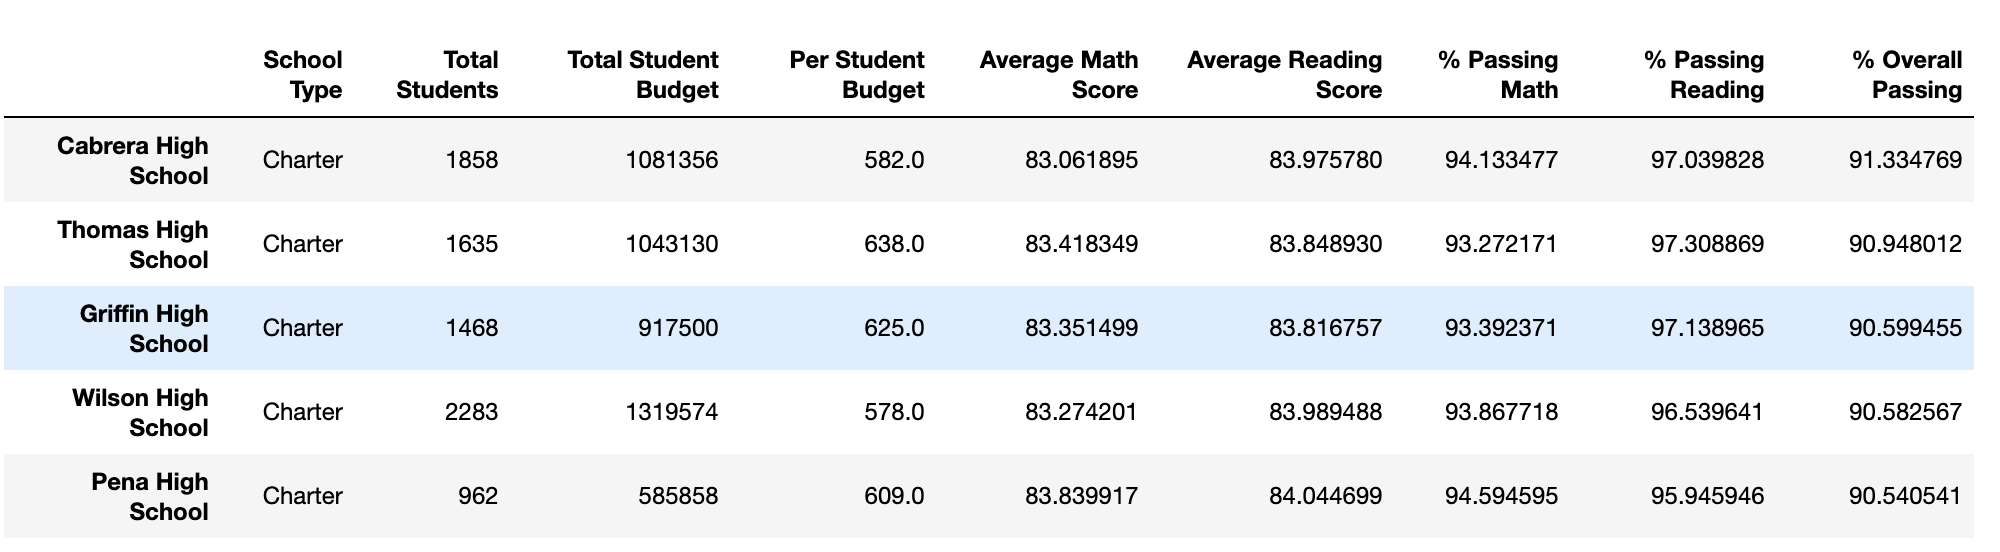 School Total Total Student Per Student Average Math Average Reading % Passing % Passing % Overall
Type Students Budget Budget Score Score Math Reading Passing
Cabrera High
School Charter 1858 1081356 582.0 83.061895 83.975780 94.133477 97.039828 91.334769
Thomas High
School Charter 1635 1043130 638.0 83.418349 83.848930 93.272171 97.308869 90.948012
Griffin High
School Charter 1468 917500 625.0 83.351499 83.816757 93.392371 97.138965 90.599455
Wilson High
School Charter 2283 1319574 578.0 83.274201 83.989488 93.867718 96.539641 90.582567
Pena High
School Charter 962 585858 609.0 83.839917 84.044699 94.594595 95.945946 90.540541